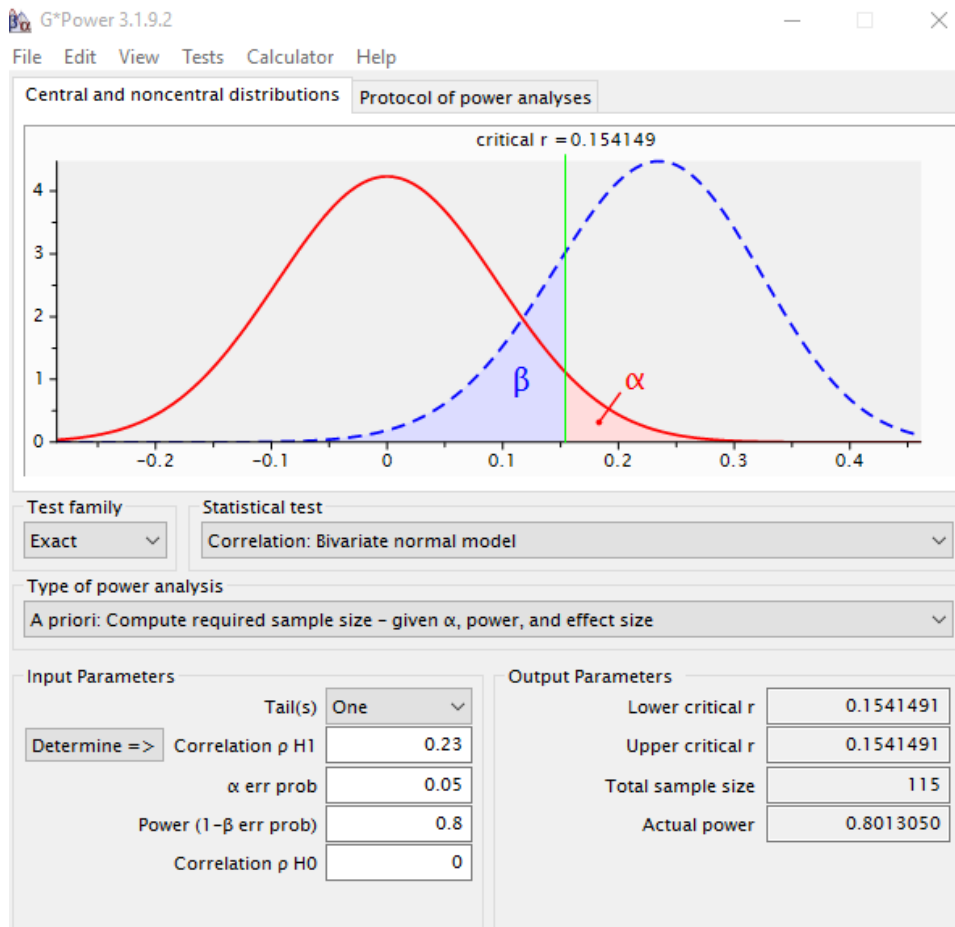 G*Power 3.1.9.2
File Edit View Tests Calculator Help
Central and noncentral distributions Protocol of power analyses
critical r = 0.154149
4
3
2
1
0
β
α
-0.2 -0.1 0 0.1 0.2 0.3 0.4
Test family Statistical test
Exact Correlation: Bivariate normal model
Type of power analysis
A priori: Compute required sample size - given α, power, and effect size
Input Parameters Output Parameters
Tail(s) One Lower critical r 0.1541491
Determine => Correlation ρ H1 0.23 Upper critical r 0.1541491
α err prob 0.05 Total sample size 115
Power (1-β err prob) 0.8 Actual power 0.8013050
Correlation ρ H0 0